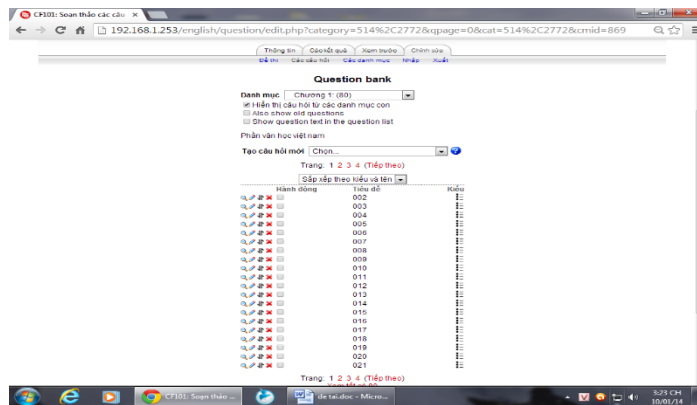 CF101: Soạn thảo các câu
192.168.1.253/english/question/edit.php?category=514%2C2772&qpage=0&cat=514%2C2772&cmid=869
Thông tin Các kết quả Xem trước Chỉnh sửa
Đề thi Các câu hỏi Các danh mục Nhập Xuất
Question bank
Danh mục Chương 1: (80)
Hiển thị câu hỏi từ các danh mục con
Also show old questions
Show question text in the question list
Phần văn học việt nam
Tạo câu hỏi mới Chọn...
Trang: 1 2 3 4 (Tiếp theo)
Sắp xếp theo kiểu và tên
Hành động Tiêu đề Kiểu
002
003
004
005
006
007
008
009
010
011
012
013
014
015
016
017
018
019
020
021
Trang: 1 2 3 4 (Tiếp theo)
CF101: Soạn thảo ...
de tai.doc - Micro...
3:23 CH
10/01/14